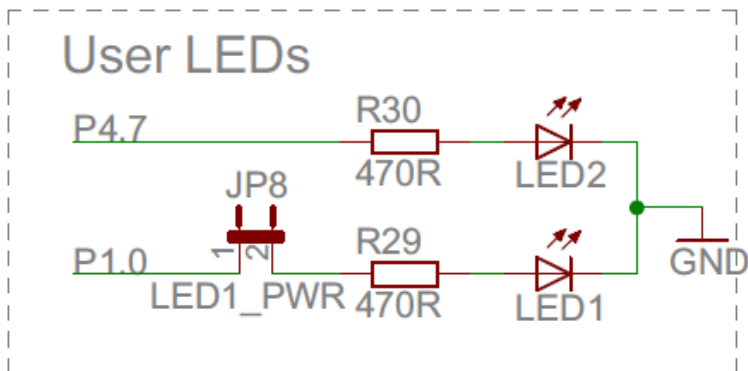 User LEDs
P4.7
R30
470R
LED2
JP8
1
2
P1.0
LED1_PWR
R29
470R
LED1
GND